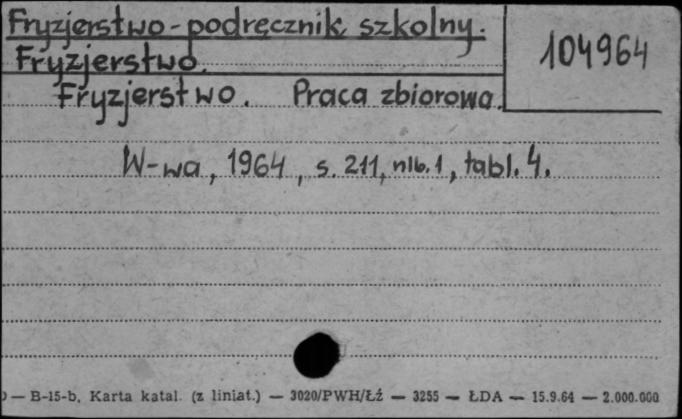 Fryzjerstwo - podręcznik szkolny.
104964
Fryzjerstwo.
Fryzjerstwo. Praca zbiorowa.
W-wa, 1964, s. 211, nlb. 1, tabl. 4.
— B-15-b. Karta katal. (z liniat.) — 3020/PWH/Łź — 3255 — ŁDA — 15.9.64 — 2.000.000